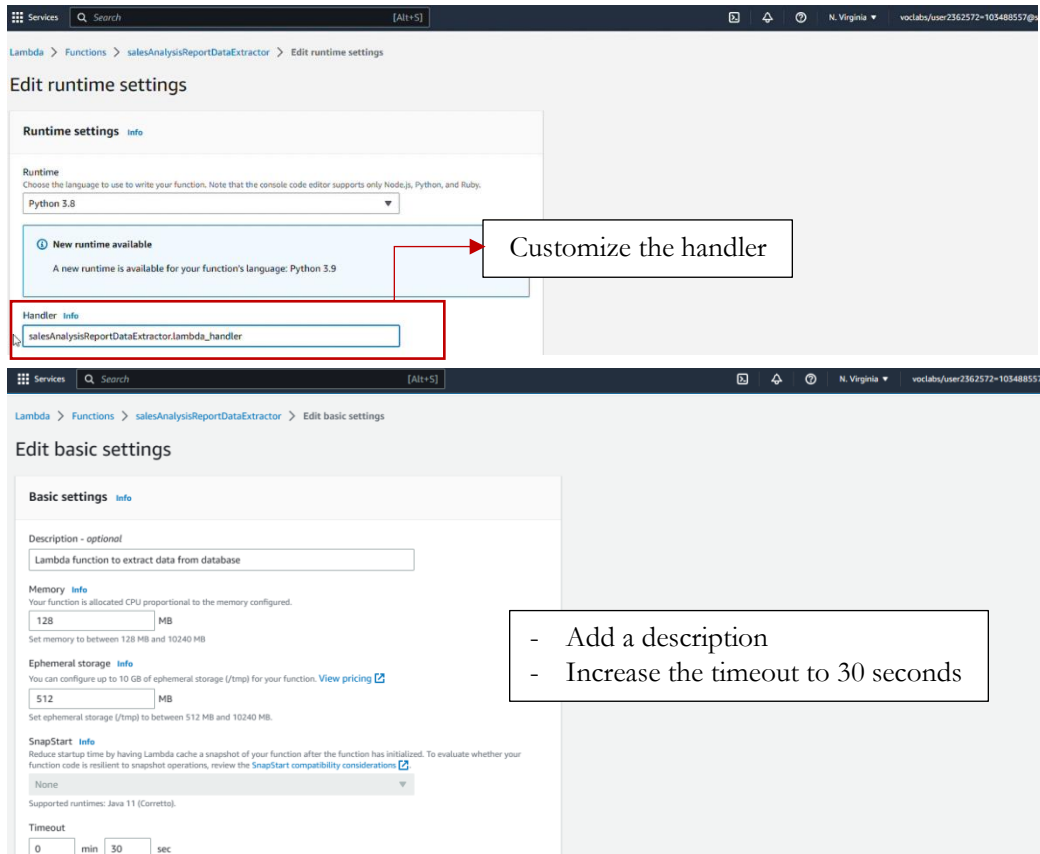 Services Search [Alt+S] N. Virginia voclabs/user2362572=103488557@s
Lambda > Functions > salesAnalysisReportDataExtractor > Edit runtime settings
Edit runtime settings
Runtime settings Info
Runtime
Choose the language to use to write your function. Note that the console code editor supports only Node.js, Python, and Ruby.
Python 3.8
New runtime available
A new runtime is available for your function's language: Python 3.9
Customize the handler
Handler Info
salesAnalysisReportDataExtractor.lambda_handler
Services Search [Alt+S] N. Virginia voclabs/user2362572=103488557
Lambda > Functions > salesAnalysisReportDataExtractor > Edit basic settings
Edit basic settings
Basic settings Info
Description - optional
Lambda function to extract data from database
Memory Info
Your function is allocated CPU proportional to the memory configured.
128 MB
Set memory to between 128 MB and 10240 MB
- Add a description
- Increase the timeout to 30 seconds
Ephemeral storage Info
You can configure up to 10 GB of ephemeral storage (/tmp) for your function. View pricing
512 MB
Set ephemeral storage (/tmp) to between 512 MB and 10240 MB.
SnapStart Info
Reduce startup time by having Lambda cache a snapshot of your function after the function has initialized. To evaluate whether your
function code is resilient to snapshot operations, review the SnapStart compatibility considerations.
None
Supported runtimes: Java 11 (Corretto).
Timeout
0 min 30 sec